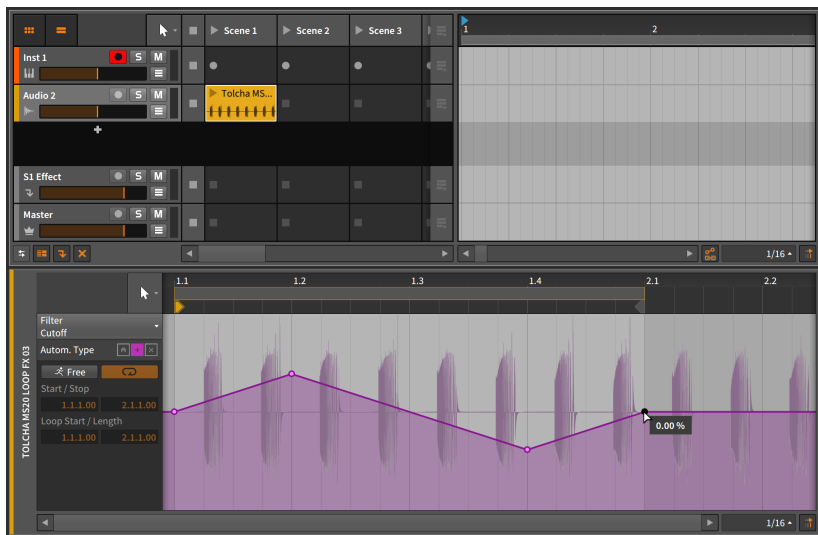 Scene 1
Scene 2
Scene 3
1
2
Inst 1
S
M
Audio 2
S
M
Tolcha MS...
+
S1 Effect
S
M
Master
S
M
1/16
1.1
1.2
1.3
1.4
2.1
2.2
Filter
Cutoff
Autom. Type
Free
Start / Stop
1.1.1.00
2.1.1.00
Loop Start / Length
1.1.1.00
2.1.1.00
TOLCHA MS20 LOOP FX 03
0.00 %
1/16